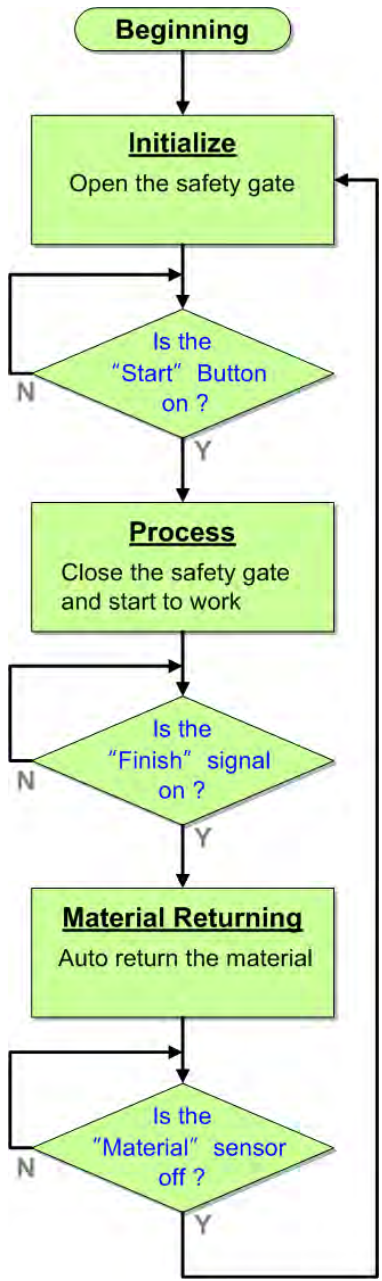 Beginning
Initialize
Open the safety gate
Is the
“Start” Button
on ?
N
Y
Process
Close the safety gate
and start to work
Is the
“Finish” signal
on ?
N
Y
Material Returning
Auto return the material
Is the
“Material” sensor
off ?
N
Y